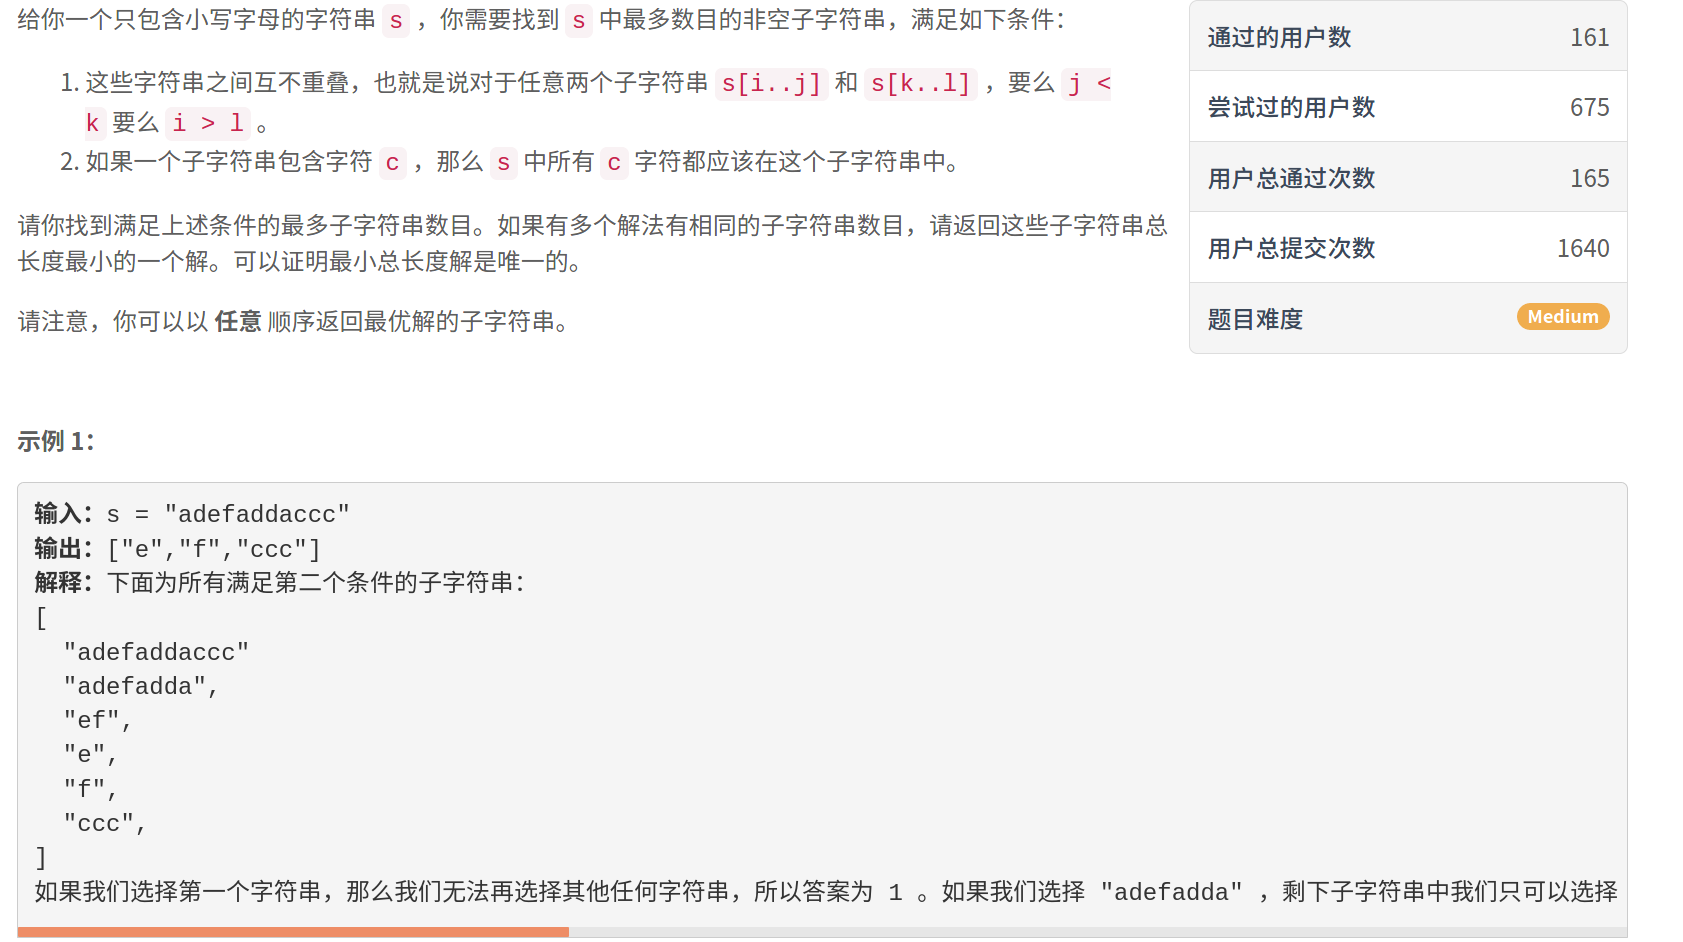 给你一个只包含小写字母的字符串 s ，你需要找到 s 中最多数目的非空子字符串，满足如下条件：
1. 这些字符串之间互不重叠，也就是说对于任意两个子字符串 s[i..j] 和 s[k..l] ，要么 j <
k 要么 i > l 。
2. 如果一个子字符串包含字符 c ，那么 s 中所有 c 字符都应该在这个子字符串中。
请你找到满足上述条件的最多子字符串数目。如果有多个解法有相同的子字符串数目，请返回这些子字符串总
长度最小的一个解。可以证明最小总长度解是唯一的。
请注意，你可以以 任意 顺序返回最优解的子字符串。
通过的用户数 161
尝试过的用户数 675
用户总通过次数 165
用户总提交次数 1640
题目难度 Medium
示例 1：
输入：s = "adefaddaccc"
输出：["e","f","ccc"]
解释：下面为所有满足第二个条件的子字符串：
[
"adefaddaccc"
"adefadda",
"ef",
"e",
"f",
"ccc",
]
如果我们选择第一个字符串，那么我们无法再选择其他任何字符串，所以答案为 1 。如果我们选择 "adefadda" ，剩下子字符串中我们只可以选择